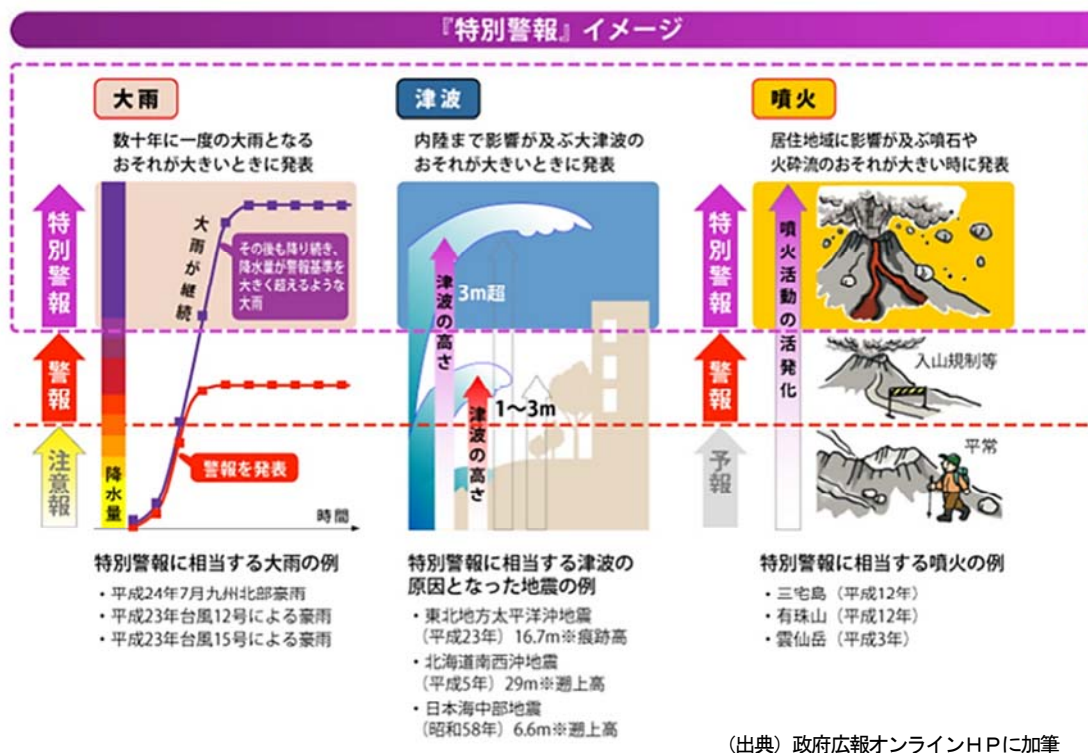 『特別警報』イメージ
大雨
数十年に一度の大雨となる
おそれが大きいときに発表
特別警報
警報
注意報
降水量
大雨が継続
その後も降り続き、
降水量が警報基準を
大きく超えるような
大雨
警報を発表
時間
特別警報に相当する大雨の例
・平成24年7月九州北部豪雨
・平成23年台風12号による豪雨
・平成23年台風15号による豪雨
津波
内陸まで影響が及ぶ大津波の
おそれが大きいときに発表
3m超
津波の高さ
1〜3m
津波の高さ
特別警報に相当する津波の
原因となった地震の例
・東北地方太平洋沖地震
（平成23年）16.7m※痕跡高
・北海道南西沖地震
（平成5年）29m※遡上高
・日本海中部地震
（昭和58年）6.6m※遡上高
噴火
居住地域に影響が及ぶ噴石や
火砕流のおそれが大きい時に発表
特別警報
警報
予報
噴火活動の活発化
入山規制等
平常
特別警報に相当する噴火の例
・三宅島（平成12年）
・有珠山（平成12年）
・雲仙岳（平成3年）
（出典）政府広報オンラインＨＰに加筆